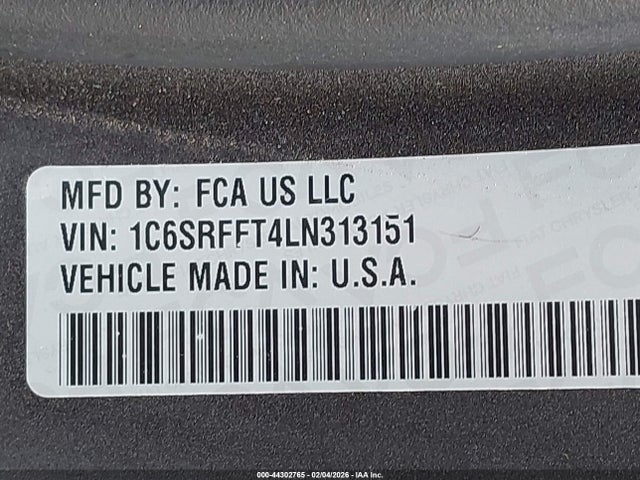 MFD BY: FCA US LLC
VIN: 1C6SRFFT4LN313151
VEHICLE MADE IN: U.S.A.
000-44302765 - 02/04/2026 - IAA Inc.